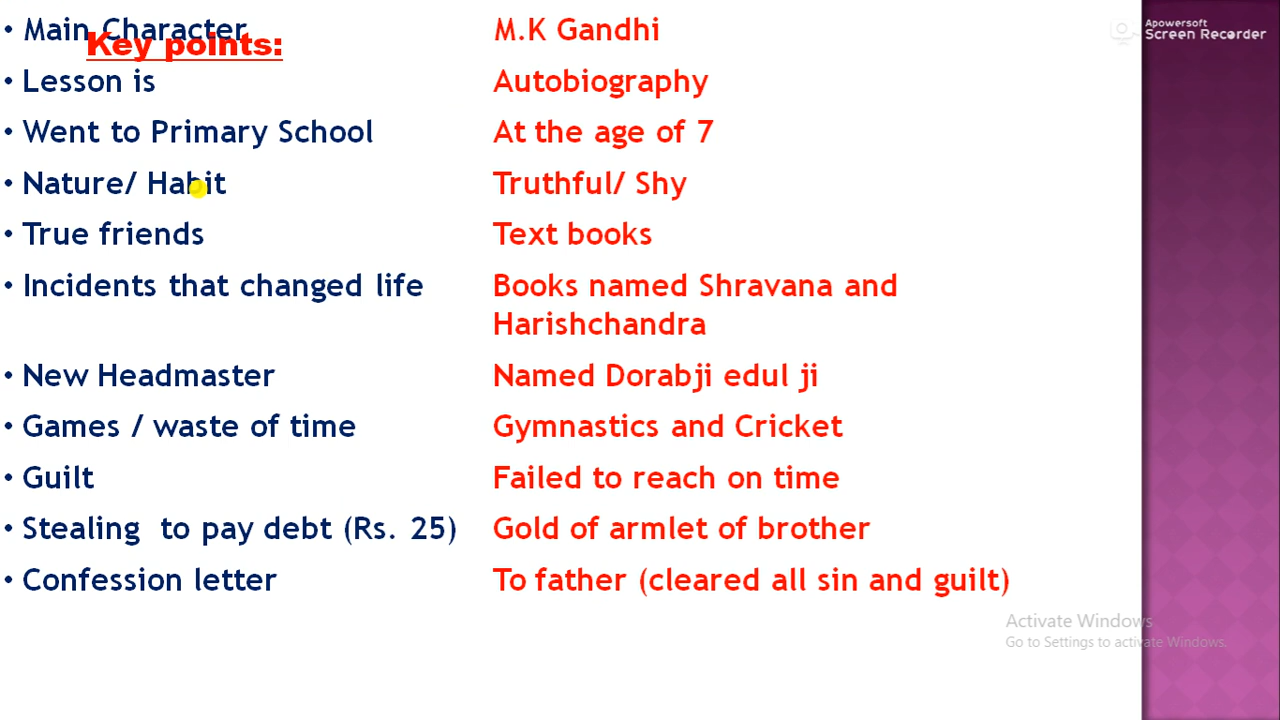 • Main Character M.K Gandhi
Key points:
• Lesson is Autobiography
• Went to Primary School At the age of 7
• Nature/ Habit Truthful/ Shy
• True friends Text books
• Incidents that changed life Books named Shravana and
Harishchandra
• New Headmaster Named Dorabji edul ji
• Games / waste of time Gymnastics and Cricket
• Guilt Failed to reach on time
• Stealing to pay debt (Rs. 25) Gold of armlet of brother
• Confession letter To father (cleared all sin and guilt)
Apowersoft
Screen Recorder
Activate Windows
Go to Settings to activate Windows.